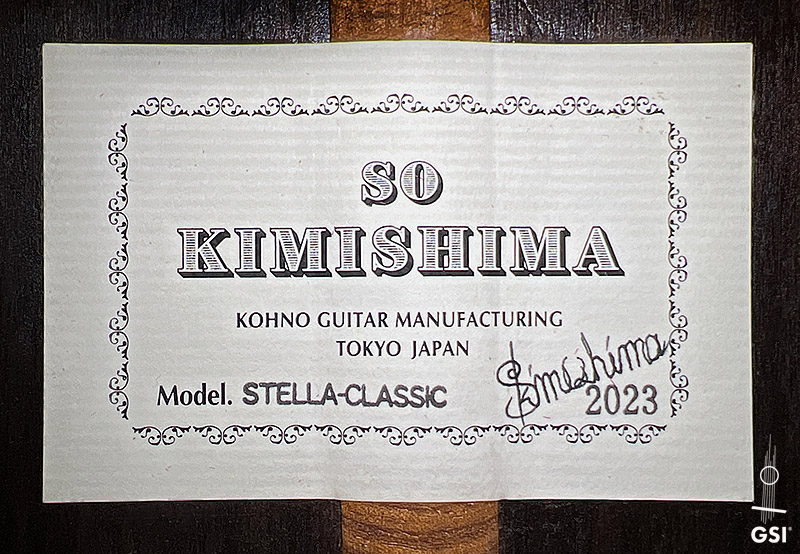 SO
KIMISHIMA
KOHNO GUITAR MANUFACTURING
TOKYO JAPAN
Model. STELLA-CLASSIC
Kimishima
2023
GSI®